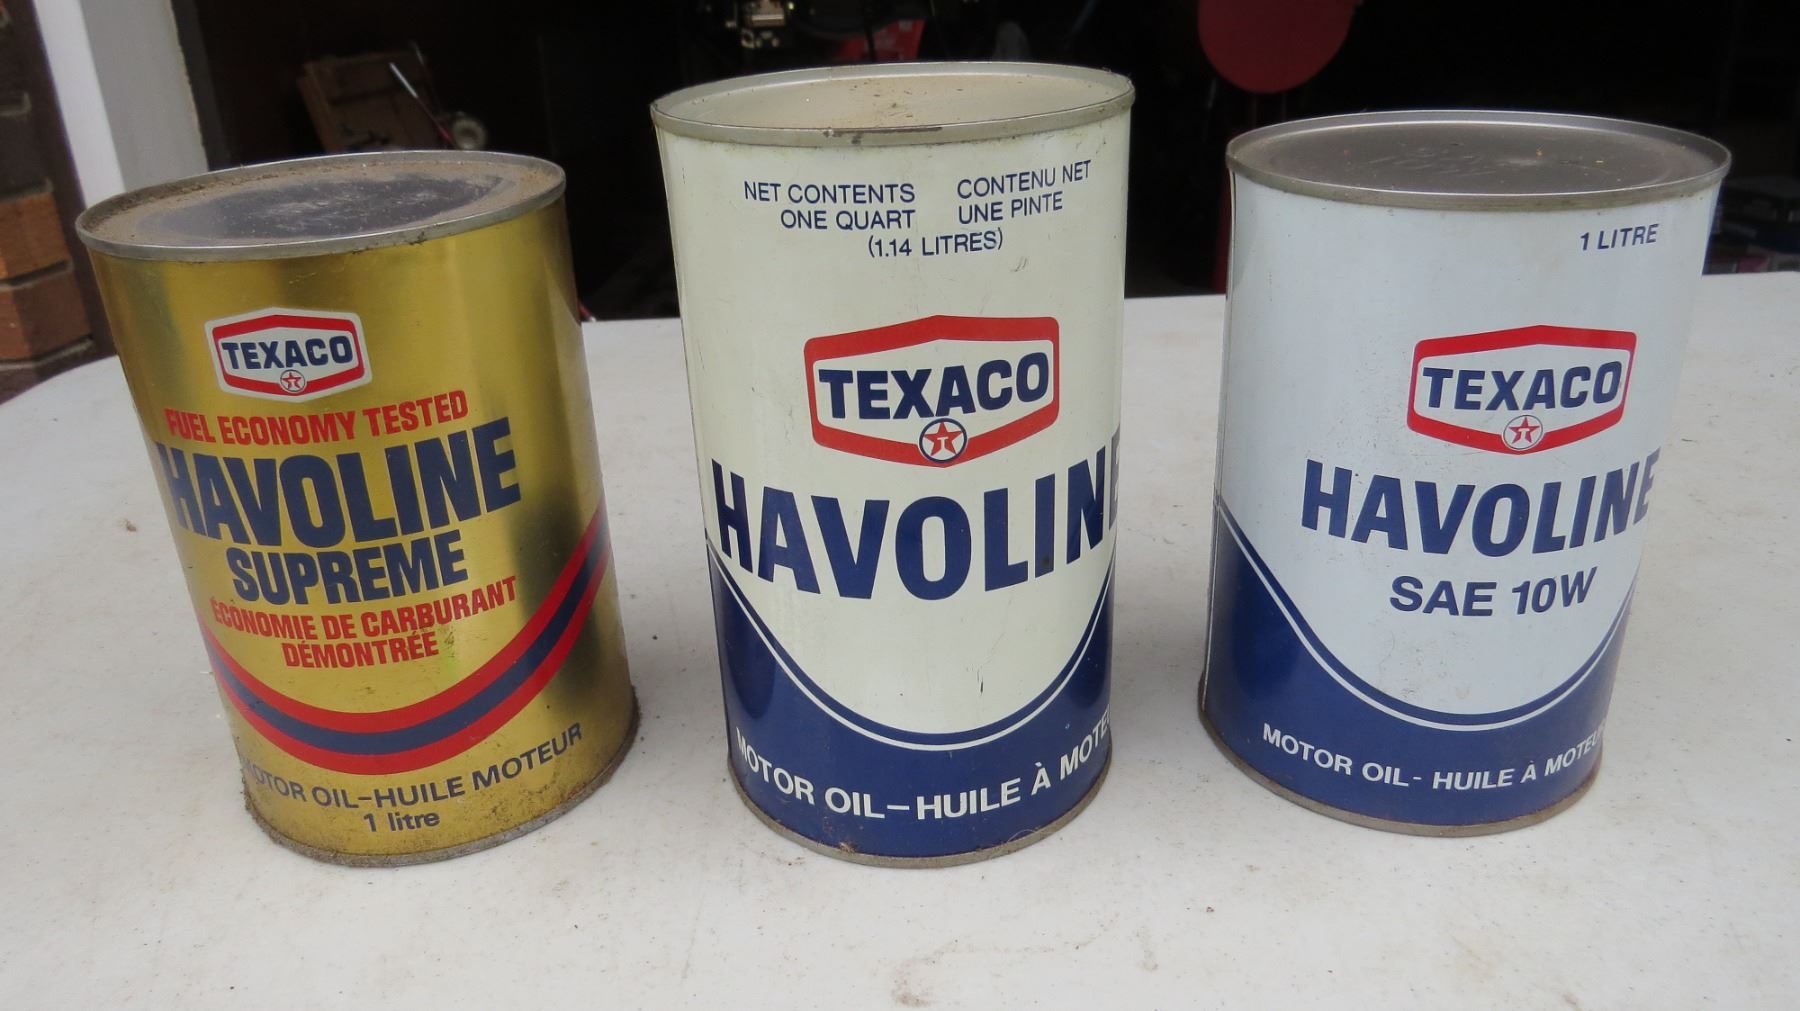 TEXACO
T
FUEL ECONOMY TESTED
HAVOLINE
SUPREME
ÉCONOMIE DE CARBURANT
DÉMONTRÉE
MOTOR OIL-HUILE MOTEUR
1 litre
NET CONTENTS
ONE QUART
CONTENU NET
UNE PINTE
(1.14 LITRES)
TEXACO
T
HAVOLINE
MOTOR OIL-HUILE À MOTE
1 LITRE
TEXACO
T
HAVOLINE
SAE 10W
MOTOR OIL- HUILE À MOTEU